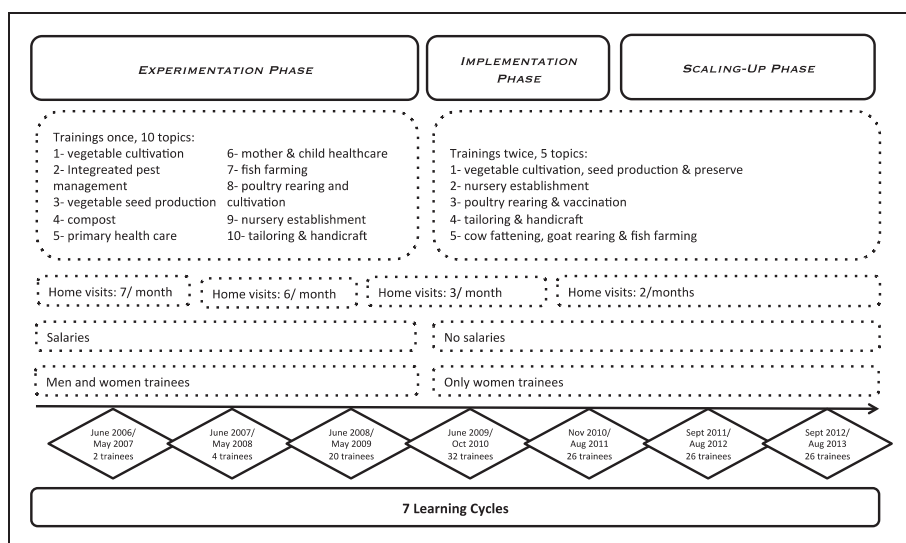 EXPERIMENTATION PHASE
IMPLEMENTATION
PHASE
SCALING-UP PHASE
Trainings once, 10 topics:
1- vegetable cultivation
2- Integreated pest
management
3- vegetable seed production
4- compost
5- primary health care
6- mother & child healthcare
7- fish farming
8- poultry rearing and
cultivation
9- nursery establishment
10- tailoring & handicraft
Trainings twice, 5 topics:
1- vegetable cultivation, seed production & preserve
2- nursery establishment
3- poultry rearing & vaccination
4- tailoring & handicraft
5- cow fattening, goat rearing & fish farming
Home visits: 7/ month
Home visits: 6/ month
Home visits: 3/ month
Home visits: 2/months
Salaries
No salaries
Men and women trainees
Only women trainees
June 2006/
May 2007
2 trainees
June 2007/
May 2008
4 trainees
June 2008/
May 2009
20 trainees
June 2009/
Oct 2010
32 trainees
Nov 2010/
Aug 2011
26 trainees
Sept 2011/
Aug 2012
26 trainees
Sept 2012/
Aug 2013
26 trainees
7 Learning Cycles